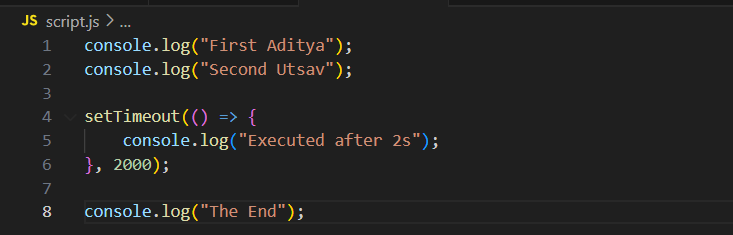 JS script.js > ...
1 console.log("First Aditya");
2 console.log("Second Utsav");
3
4 setTimeout(() => {
5     console.log("Executed after 2s");
6 }, 2000);
7
8 console.log("The End");